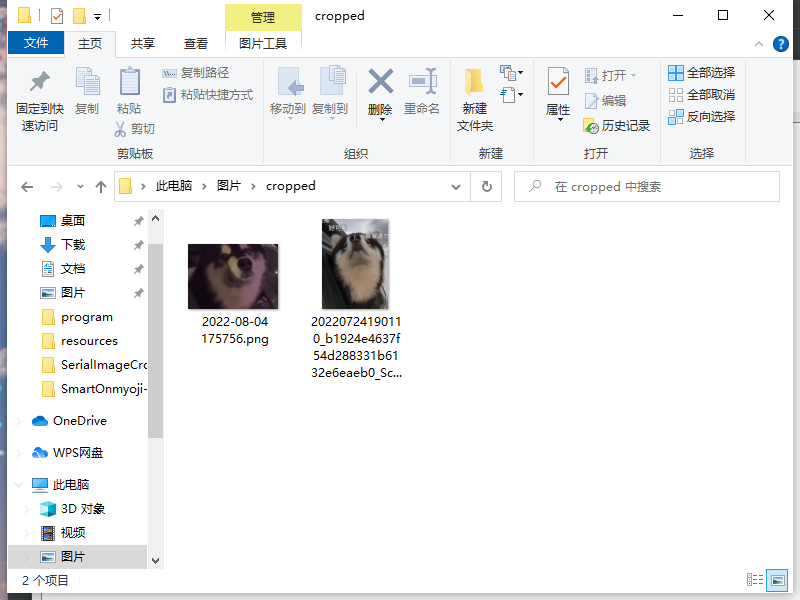 管理
cropped
文件
主页
共享
查看
图片工具
固定到快
速访问
复制
粘贴
复制路径
粘贴快捷方式
剪切
剪贴板
移动到
复制到
删除
重命名
组织
新建
文件夹
新建
属性
打开
编辑
历史记录
打开
全部选择
全部取消
反向选择
选择
此电脑 › 图片 › cropped
在 cropped 中搜索
桌面
下载
文档
图片
program
resources
SerialImageCro
SmartOnmyoji-
OneDrive
WPS网盘
此电脑
3D 对象
视频
图片
2022-08-04
175756.png
2022072419011
0_b1924e4637f
54d288331b61
32e6eaeb0_Sc...
2 个项目